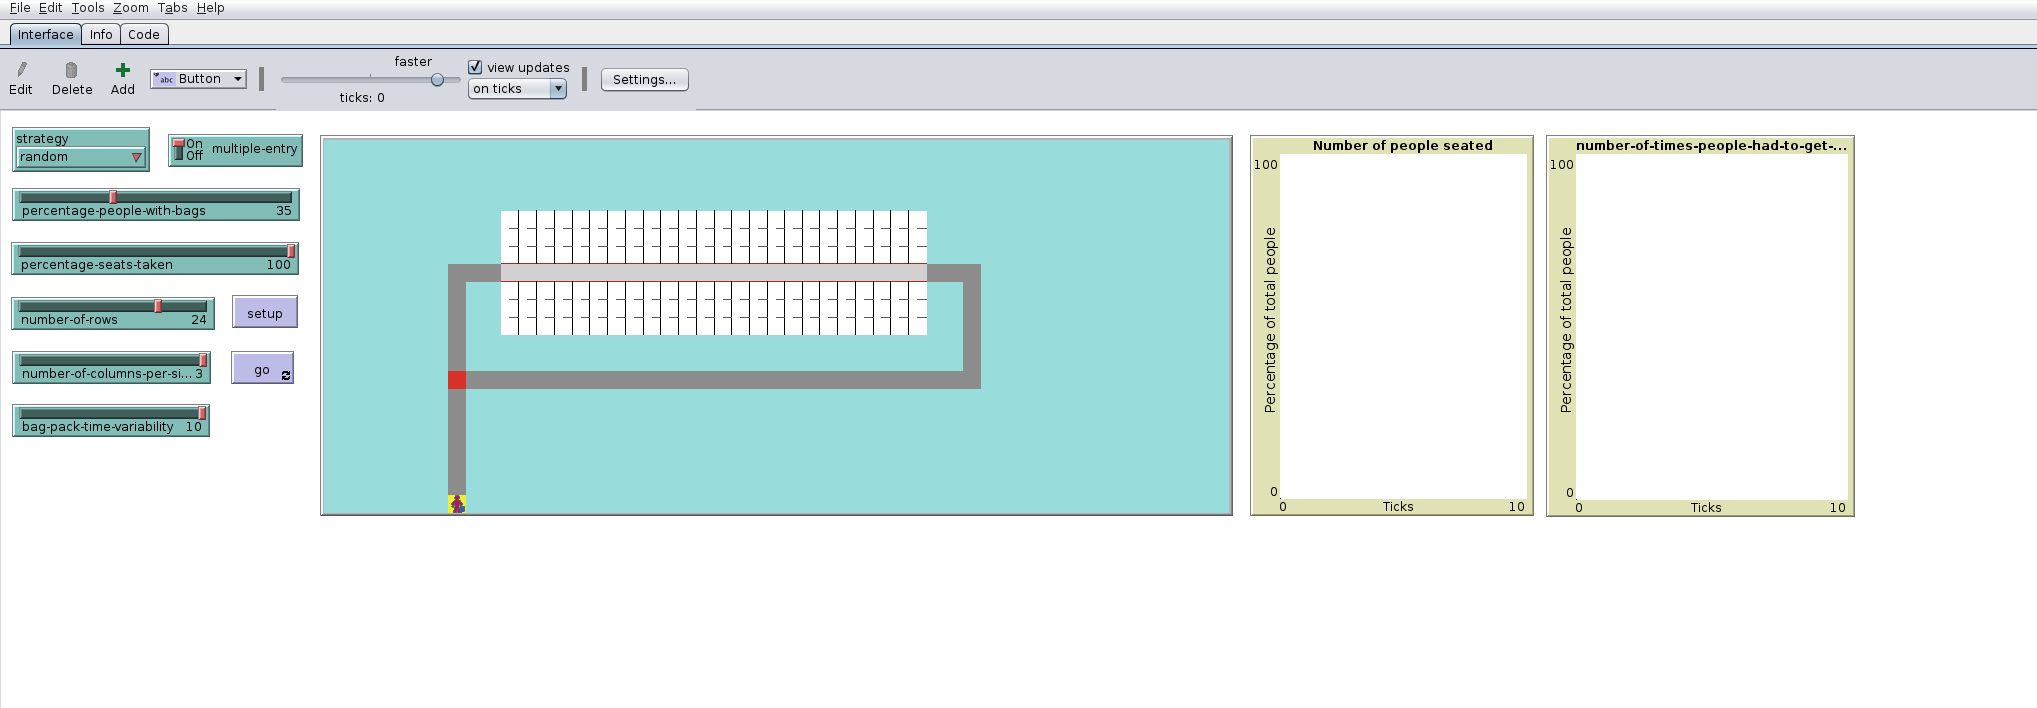 File Edit Tools Zoom Tabs Help
Interface Info Code
faster
view updates
Edit Delete Add abc Button on ticks Settings...
ticks: 0
strategy
random
On
Off
multiple-entry
percentage-people-with-bags 35
percentage-seats-taken 100
number-of-rows 24
setup
number-of-columns-per-si... 3
go
bag-pack-time-variability 10
Number of people seated
100
Percentage of total people
0
0 Ticks 10
number-of-times-people-had-to-get-...
100
Percentage of total people
0
0 Ticks 10